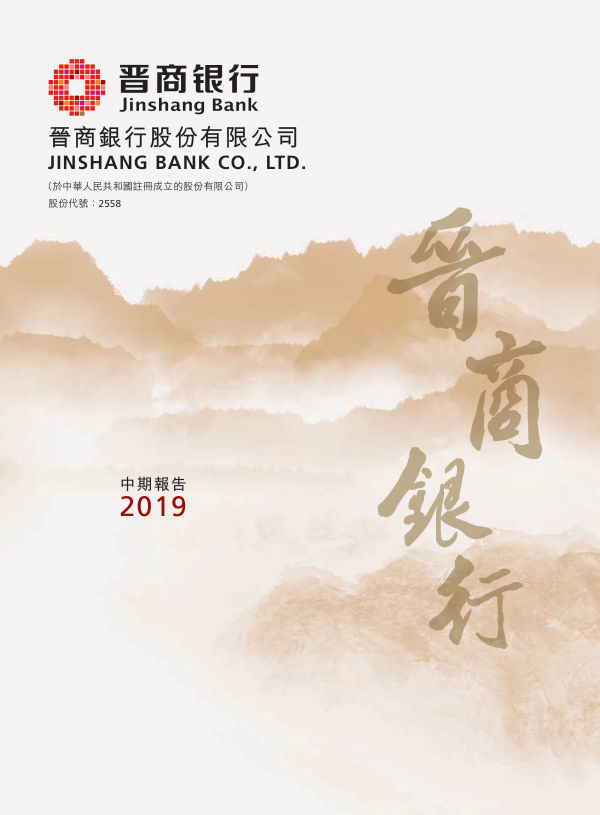 晋商银行
Jinshang Bank
晉商銀行股份有限公司
JINSHANG BANK CO., LTD.
（於中華人民共和國註冊成立的股份有限公司）
股份代號：2558
晉商銀行
中期報告
2019